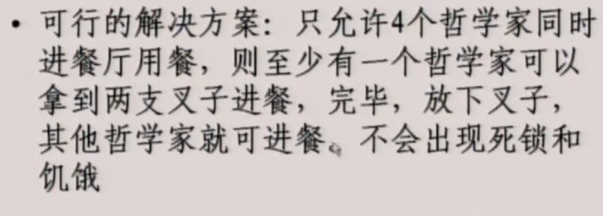 • 可行的解决方案：只允许4个哲学家同时
进餐厅用餐，则至少有一个哲学家可以
拿到两支叉子进餐，完毕，放下叉子，
其他哲学家就可进餐。不会出现死锁和
饥饿